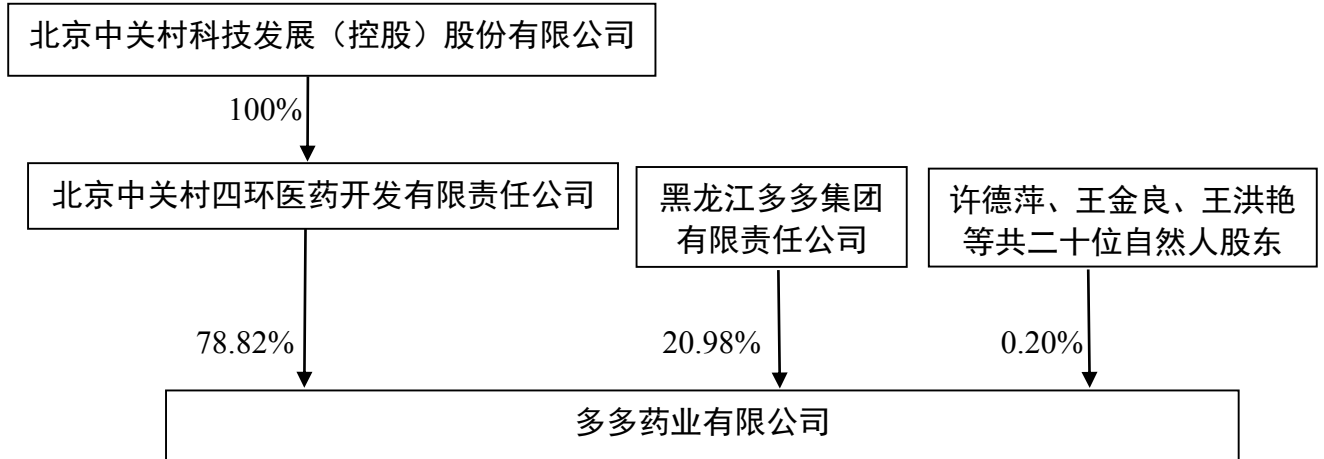 北京中关村科技发展（控股）股份有限公司
100%
北京中关村四环医药开发有限责任公司
黑龙江多多集团
有限责任公司
许德萍、王金良、王洪艳
等共二十位自然人股东
78.82%
20.98%
0.20%
多多药业有限公司